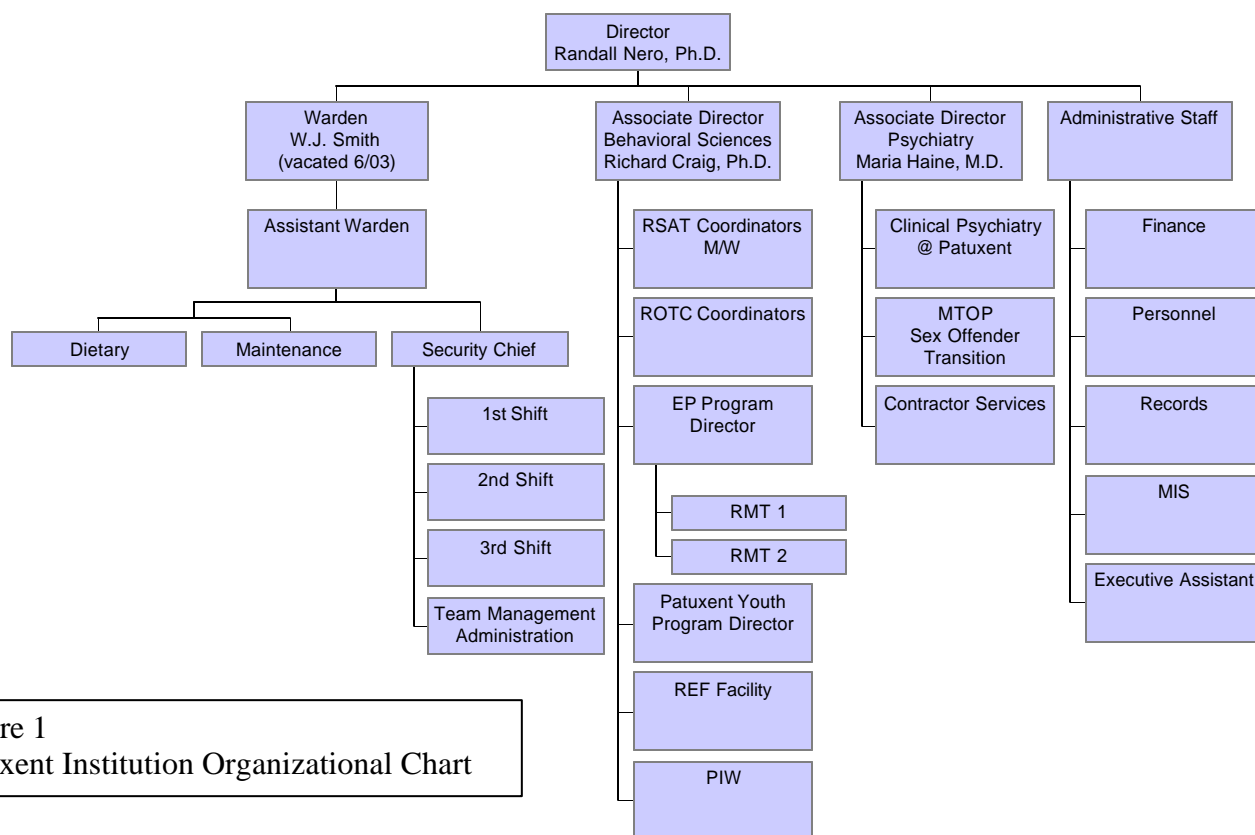 Director
Randall Nero, Ph.D.
Warden
W.J. Smith
(vacated 6/03)
Associate Director
Behavioral Sciences
Richard Craig, Ph.D.
Associate Director
Psychiatry
Maria Haine, M.D.
Administrative Staff
Assistant Warden
Dietary
Maintenance
Security Chief
1st Shift
2nd Shift
3rd Shift
Team Management
Administration
RSAT Coordinators
M/W
ROTC Coordinators
EP Program
Director
RMT 1
RMT 2
Patuxent Youth
Program Director
REF Facility
PIW
Clinical Psychiatry
@ Patuxent
MTOP
Sex Offender
Transition
Contractor Services
Finance
Personnel
Records
MIS
Executive Assistant
re 1
xent Institution Organizational Chart